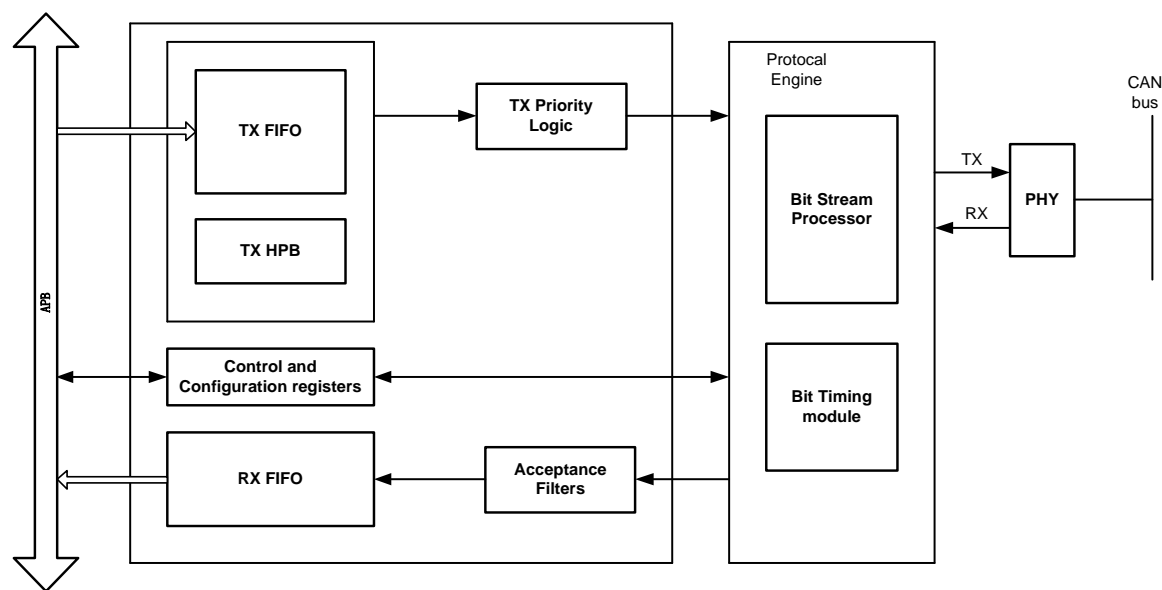 APB
TX FIFO
TX HPB
TX Priority
Logic
Control and
Configuration registers
RX FIFO
Acceptance
Filters
Protocal
Engine
Bit Stream
Processor
Bit Timing
module
TX
RX
PHY
CAN
bus